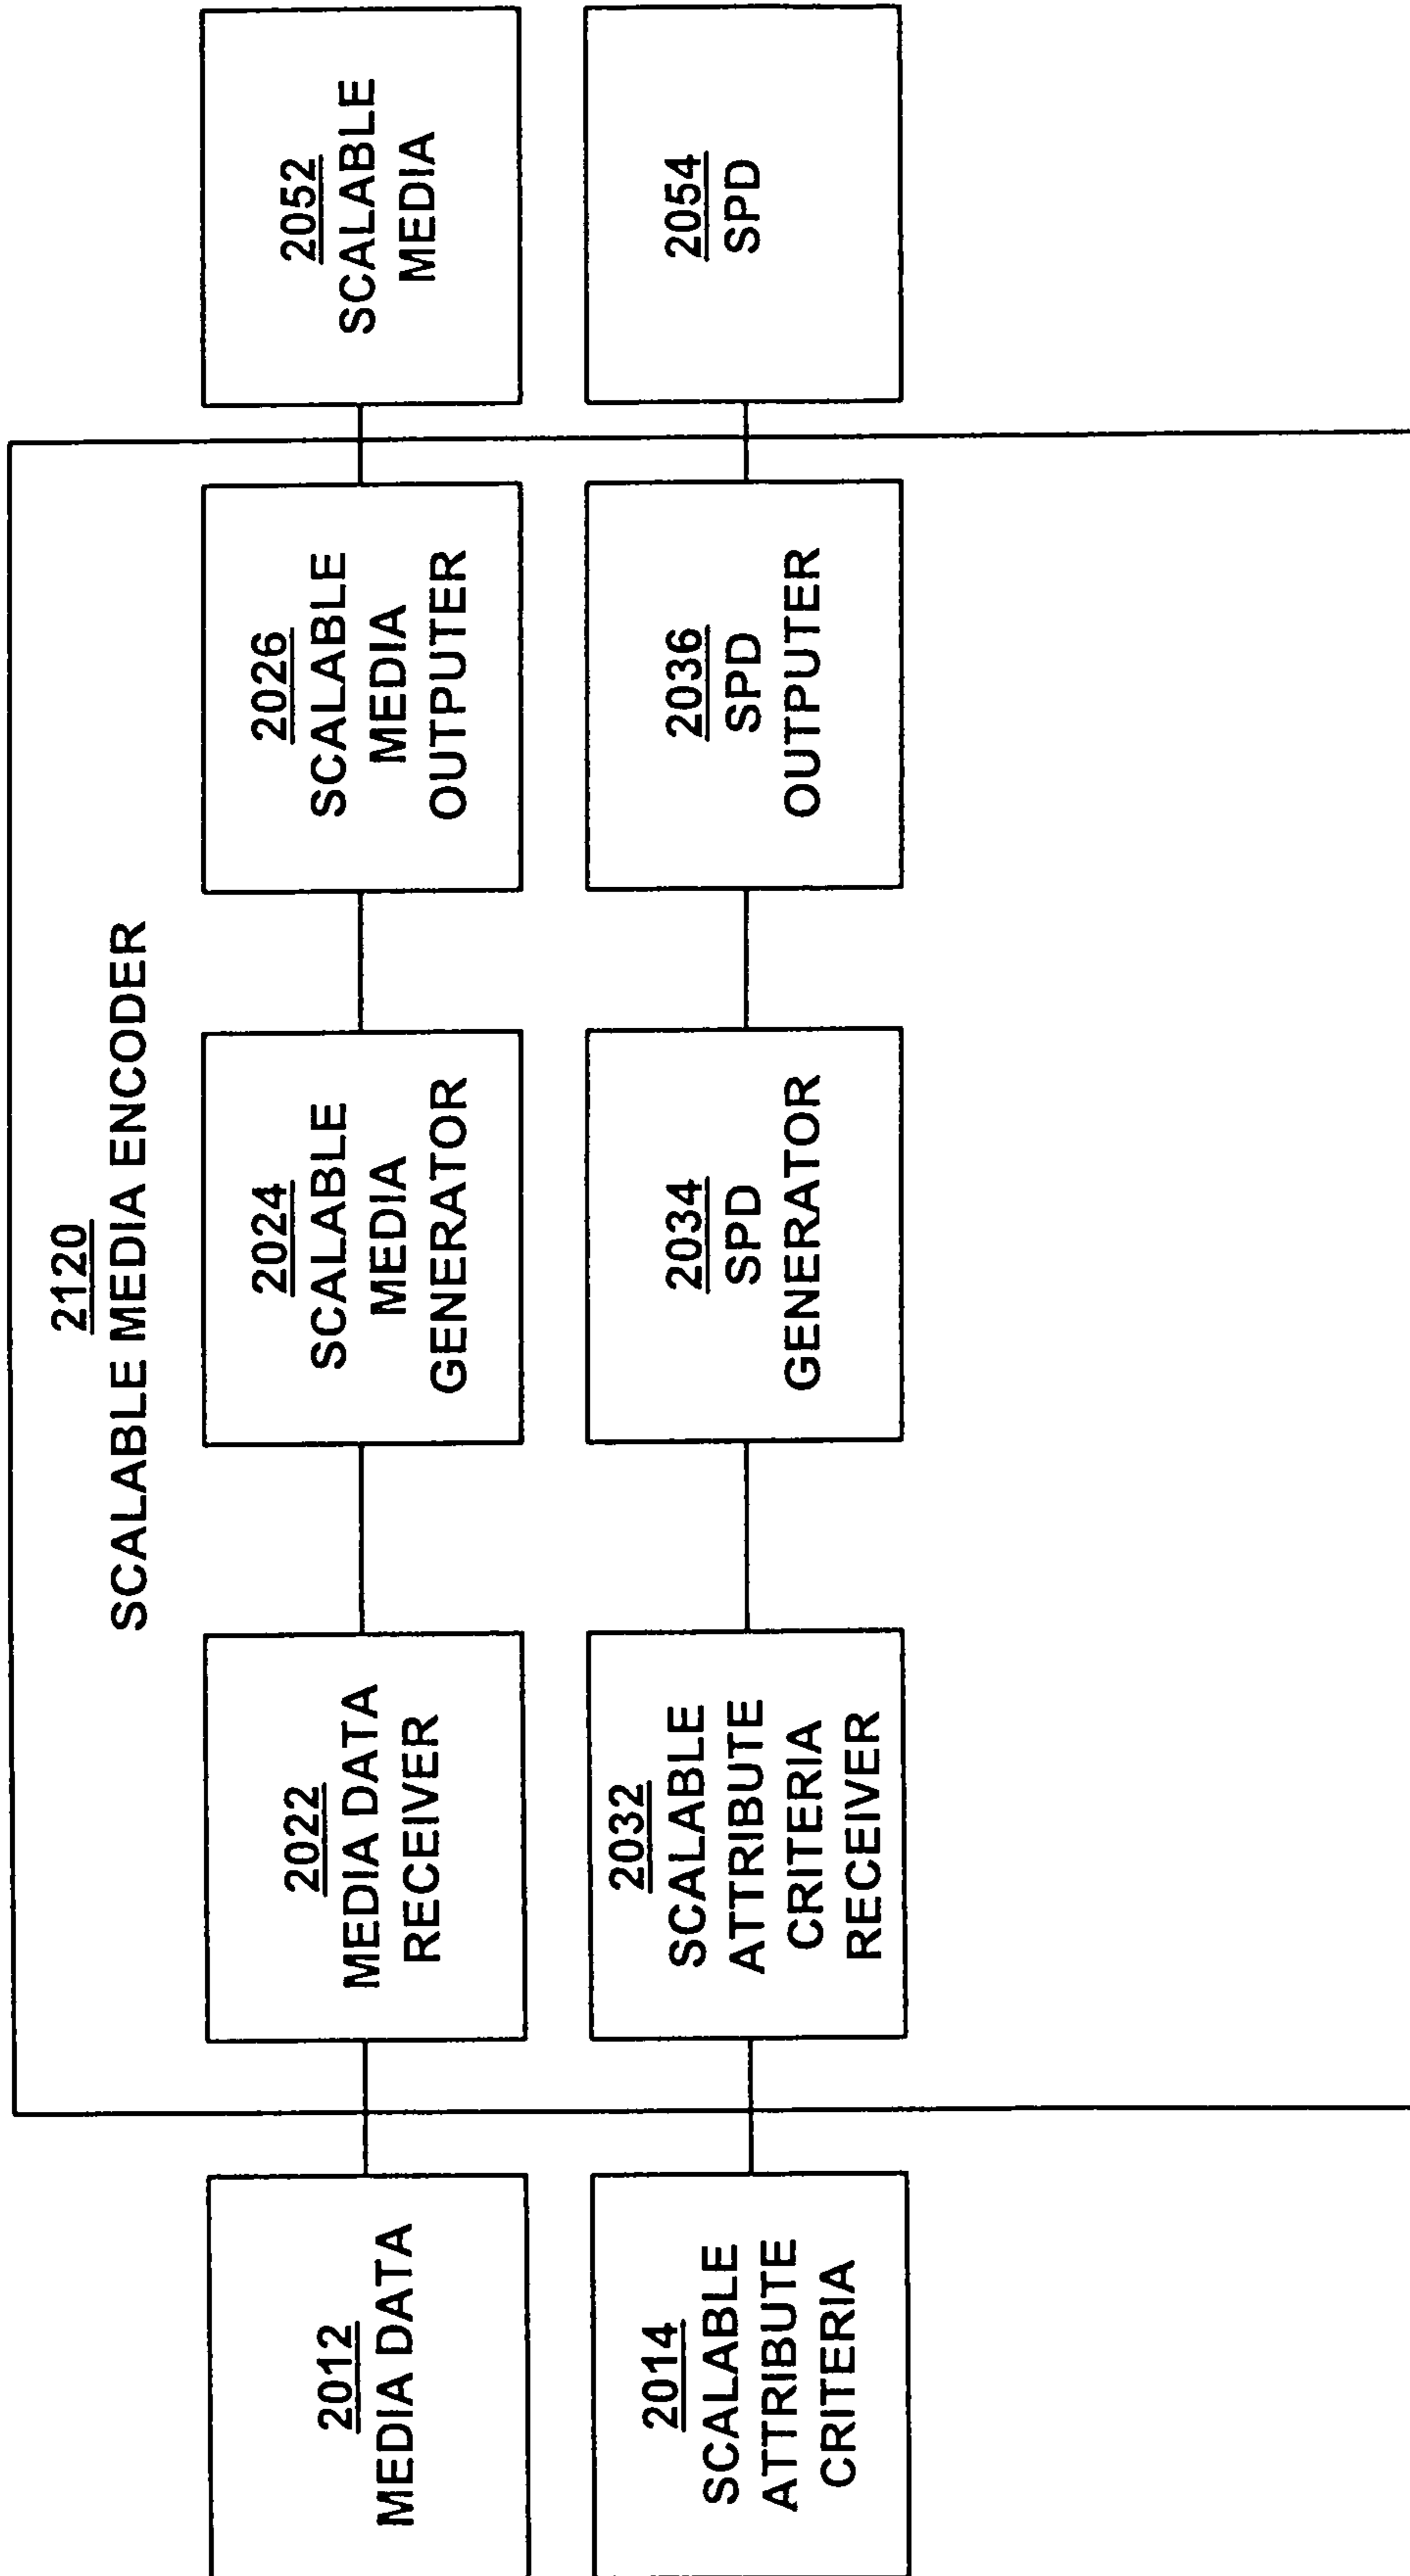 2120
SCALABLE MEDIA ENCODER
2012
MEDIA DATA
2022
MEDIA DATA
RECEIVER
2024
SCALABLE
MEDIA
GENERATOR
2026
SCALABLE
MEDIA
OUTPUTER
2052
SCALABLE
MEDIA
2014
SCALABLE
ATTRIBUTE
CRITERIA
2032
SCALABLE
ATTRIBUTE
CRITERIA
RECEIVER
2034
SPD
GENERATOR
2036
SPD
OUTPUTER
2054
SPD